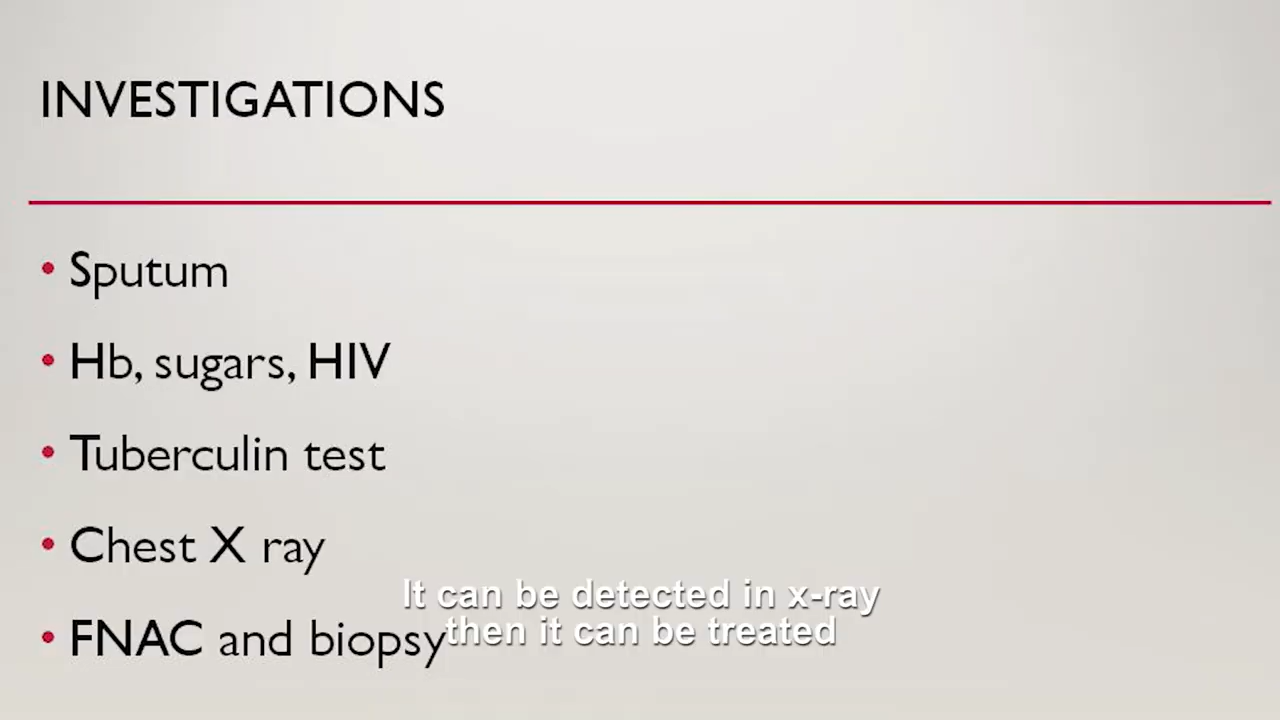 INVESTIGATIONS
• Sputum
• Hb, sugars, HIV
• Tuberculin test
• Chest X ray
• FNAC and biopsy
It can be detected in x-ray
then it can be treated